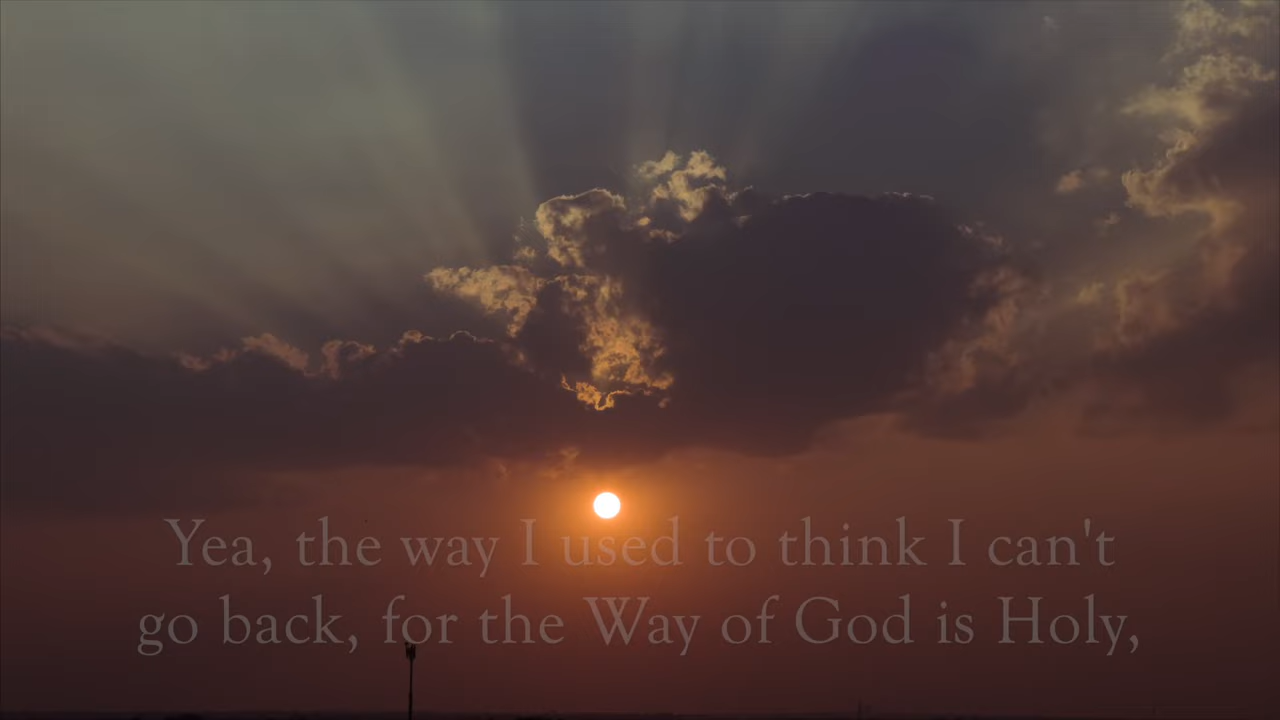 Yea, the way I used to think I can't
go back, for the Way of God is Holy,